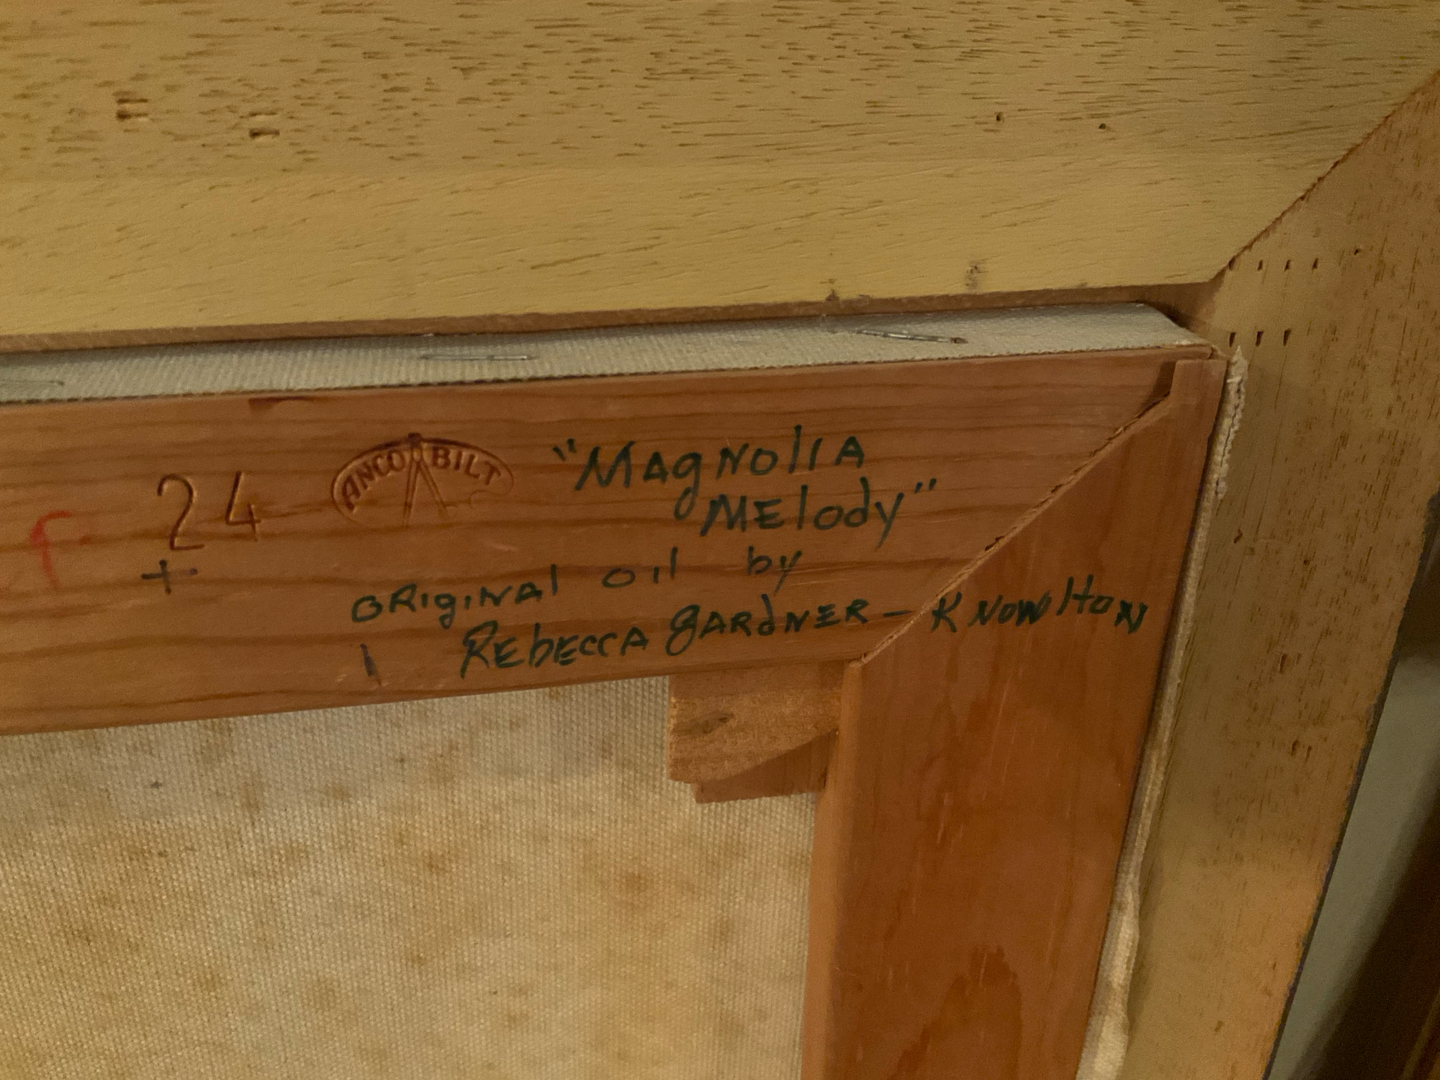 24
ANCO BILT
"MAgNOlIA
MElody"
ORIgINAl OIl by
REbECCA gARdNER - KNOWltON